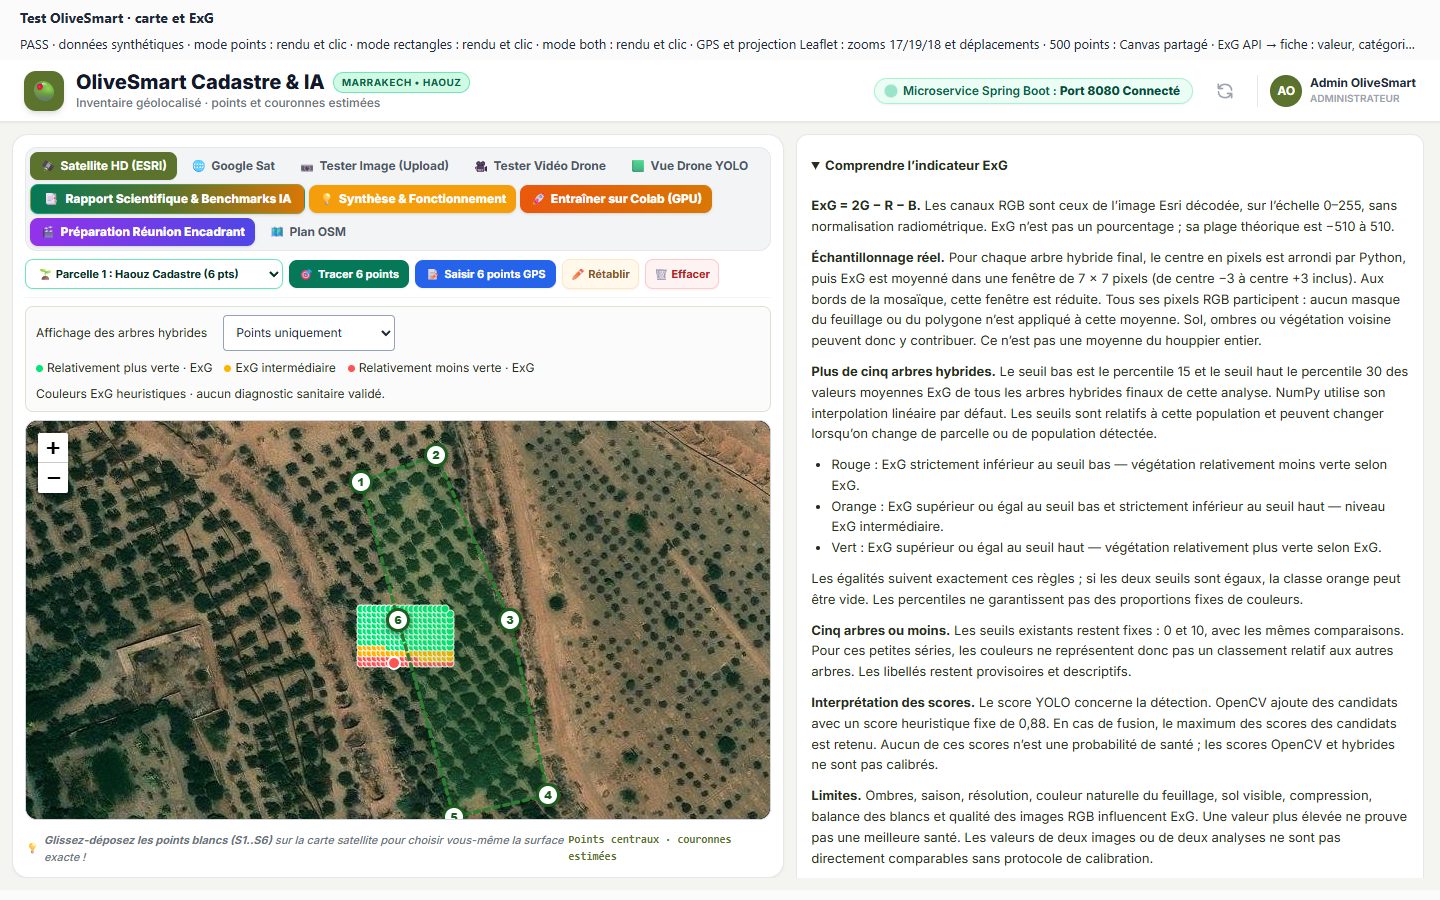 Test OliveSmart · carte et ExG
PASS · données synthétiques · mode points : rendu et clic · mode rectangles : rendu et clic · mode both : rendu et clic · GPS et projection Leaflet : zooms 17/19/18 et déplacements · 500 points : Canvas partagé · ExG API → fiche : valeur, catégori...
OliveSmart Cadastre & IA MARRAKECH • HAOUZ
Inventaire géolocalisé · points et couronnes estimées
Microservice Spring Boot : Port 8080 Connecté
AO
Admin OliveSmart
ADMINISTRATEUR
Satellite HD (ESRI) Google Sat Tester Image (Upload) Tester Vidéo Drone Vue Drone YOLO
Rapport Scientifique & Benchmarks IA Synthèse & Fonctionnement Entraîner sur Colab (GPU)
Préparation Réunion Encadrant Plan OSM
Parcelle 1 : Haouz Cadastre (6 pts) Tracer 6 points Saisir 6 points GPS Rétablir Effacer
Affichage des arbres hybrides Points uniquement
Relativement plus verte · ExG ExG intermédiaire Relativement moins verte · ExG
Couleurs ExG heuristiques · aucun diagnostic sanitaire validé.
+
−
2
1
6
3
4
5
Glissez-déposez les points blancs (S1..S6) sur la carte satellite pour choisir vous-même la surface
exacte !
Points centraux · couronnes
estimées
▼ Comprendre l’indicateur ExG
ExG = 2G − R − B. Les canaux RGB sont ceux de l’image Esri décodée, sur l’échelle 0–255, sans
normalisation radiométrique. ExG n’est pas un pourcentage ; sa plage théorique est −510 à 510.
Échantillonnage réel. Pour chaque arbre hybride final, le centre en pixels est arrondi par Python,
puis ExG est moyenné dans une fenêtre de 7 × 7 pixels (de centre −3 à centre +3 inclus). Aux
bords de la mosaïque, cette fenêtre est réduite. Tous ses pixels RGB participent : aucun masque
du feuillage ou du polygone n’est appliqué à cette moyenne. Sol, ombres ou végétation voisine
peuvent donc y contribuer. Ce n’est pas une moyenne du houppier entier.
Plus de cinq arbres hybrides. Le seuil bas est le percentile 15 et le seuil haut le percentile 30 des
valeurs moyennes ExG de tous les arbres hybrides finaux de cette analyse. NumPy utilise son
interpolation linéaire par défaut. Les seuils sont relatifs à cette population et peuvent changer
lorsqu’on change de parcelle ou de population détectée.
• Rouge : ExG strictement inférieur au seuil bas — végétation relativement moins verte selon
ExG.
• Orange : ExG supérieur ou égal au seuil bas et strictement inférieur au seuil haut — niveau
ExG intermédiaire.
• Vert : ExG supérieur ou égal au seuil haut — végétation relativement plus verte selon ExG.
Les égalités suivent exactement ces règles ; si les deux seuils sont égaux, la classe orange peut
être vide. Les percentiles ne garantissent pas des proportions fixes de couleurs.
Cinq arbres ou moins. Les seuils existants restent fixes : 0 et 10, avec les mêmes comparaisons.
Pour ces petites séries, les couleurs ne représentent donc pas un classement relatif aux autres
arbres. Les libellés restent provisoires et descriptifs.
Interprétation des scores. Le score YOLO concerne la détection. OpenCV ajoute des candidats
avec un score heuristique fixe de 0,88. En cas de fusion, le maximum des scores des candidats
est retenu. Aucun de ces scores n’est une probabilité de santé ; les scores OpenCV et hybrides
ne sont pas calibrés.
Limites. Ombres, saison, résolution, couleur naturelle du feuillage, sol visible, compression,
balance des blancs et qualité des images RGB influencent ExG. Une valeur plus élevée ne prouve
pas une meilleure santé. Les valeurs de deux images ou de deux analyses ne sont pas
directement comparables sans protocole de calibration.